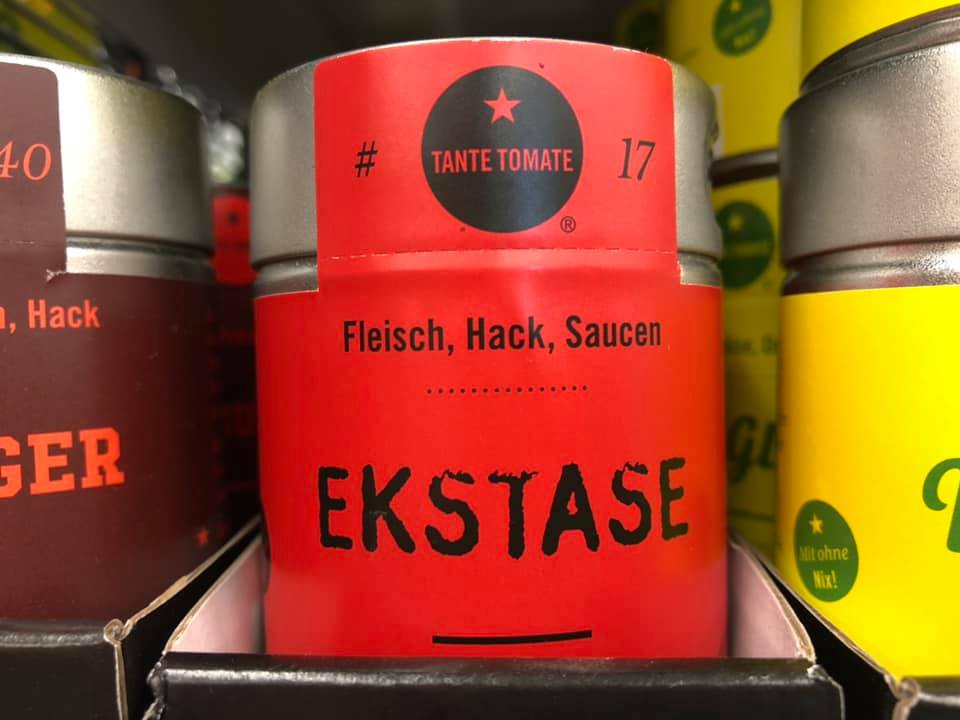 40
# TANTE TOMATE 17
®
Fleisch, Hack, Saucen
EKSTASE
Hack
GER
Mit ohne
Nix!